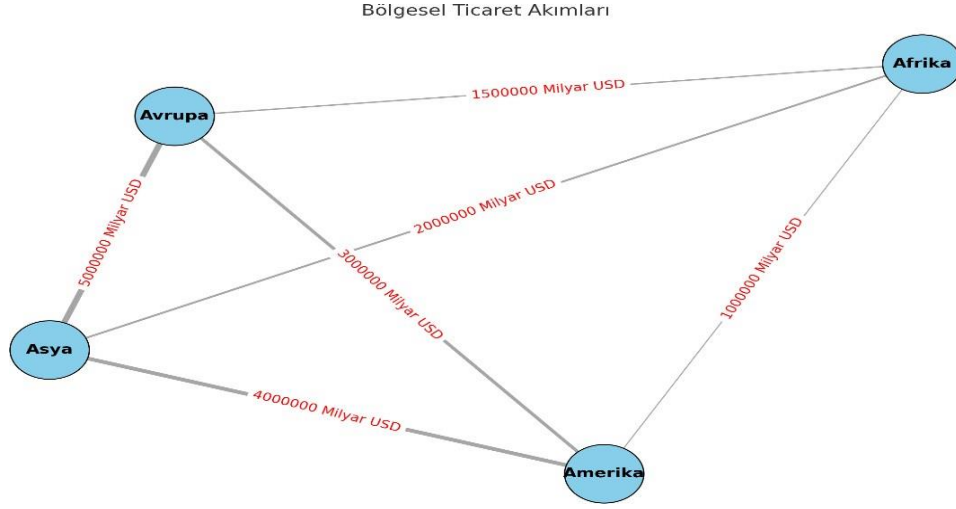 Bölgesel Ticaret Akımları
Afrika
1500000 Milyar USD
Avrupa
5000000 Milyar USD
2000000 Milyar USD
3000000 Milyar USD
1000000 Milyar USD
Asya
4000000 Milyar USD
Amerika